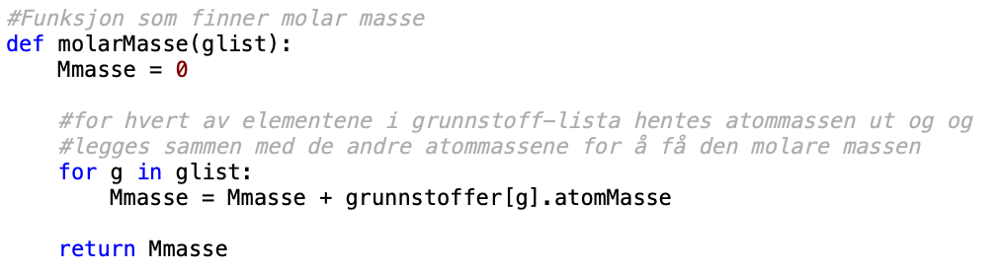 #Funksjon som finner molar masse
def molarMasse(glist):
    Mmasse = 0
    #for hvert av elementene i grunnstoff-lista hentes atommassen ut og og
    #legges sammen med de andre atommassene for å få den molare massen
    for g in glist:
        Mmasse = Mmasse + grunnstoffer[g].atomMasse
    return Mmasse